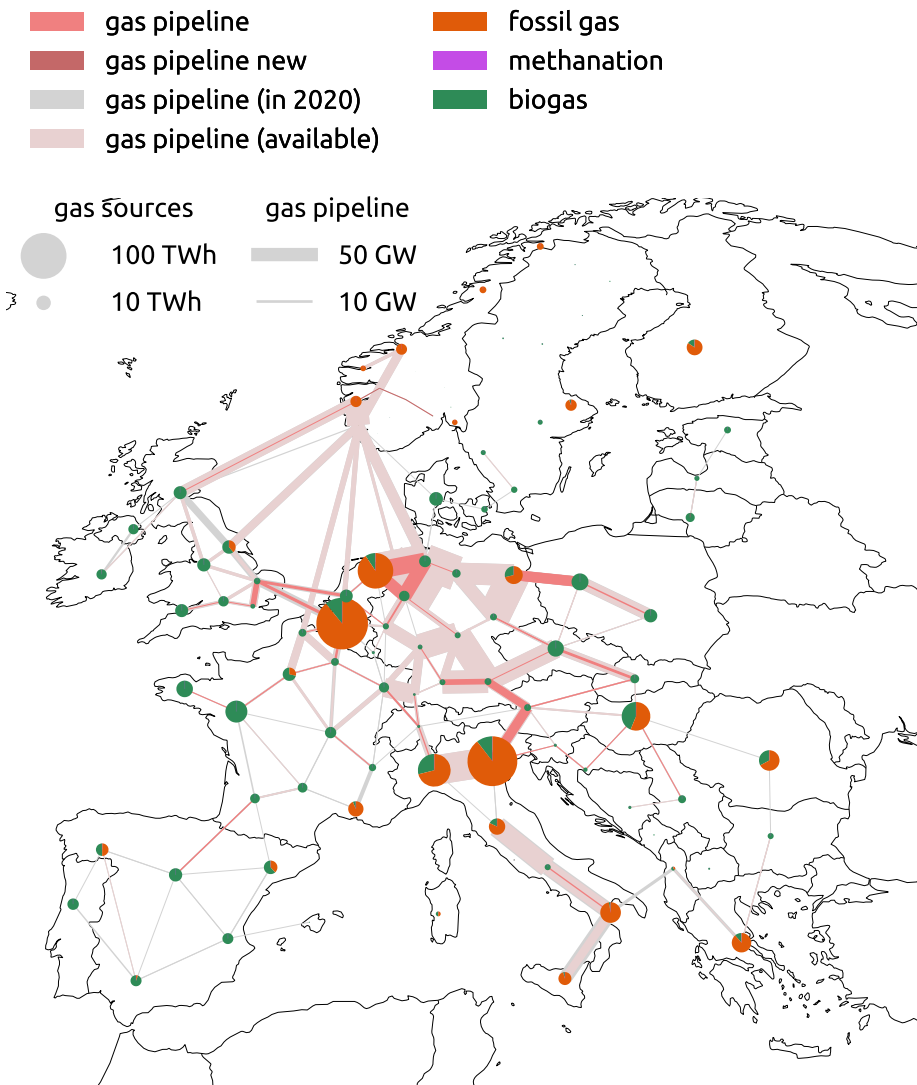 gas pipeline
gas pipeline new
gas pipeline (in 2020)
gas pipeline (available)
fossil gas
methanation
biogas
gas sources
100 TWh
10 TWh
gas pipeline
50 GW
10 GW